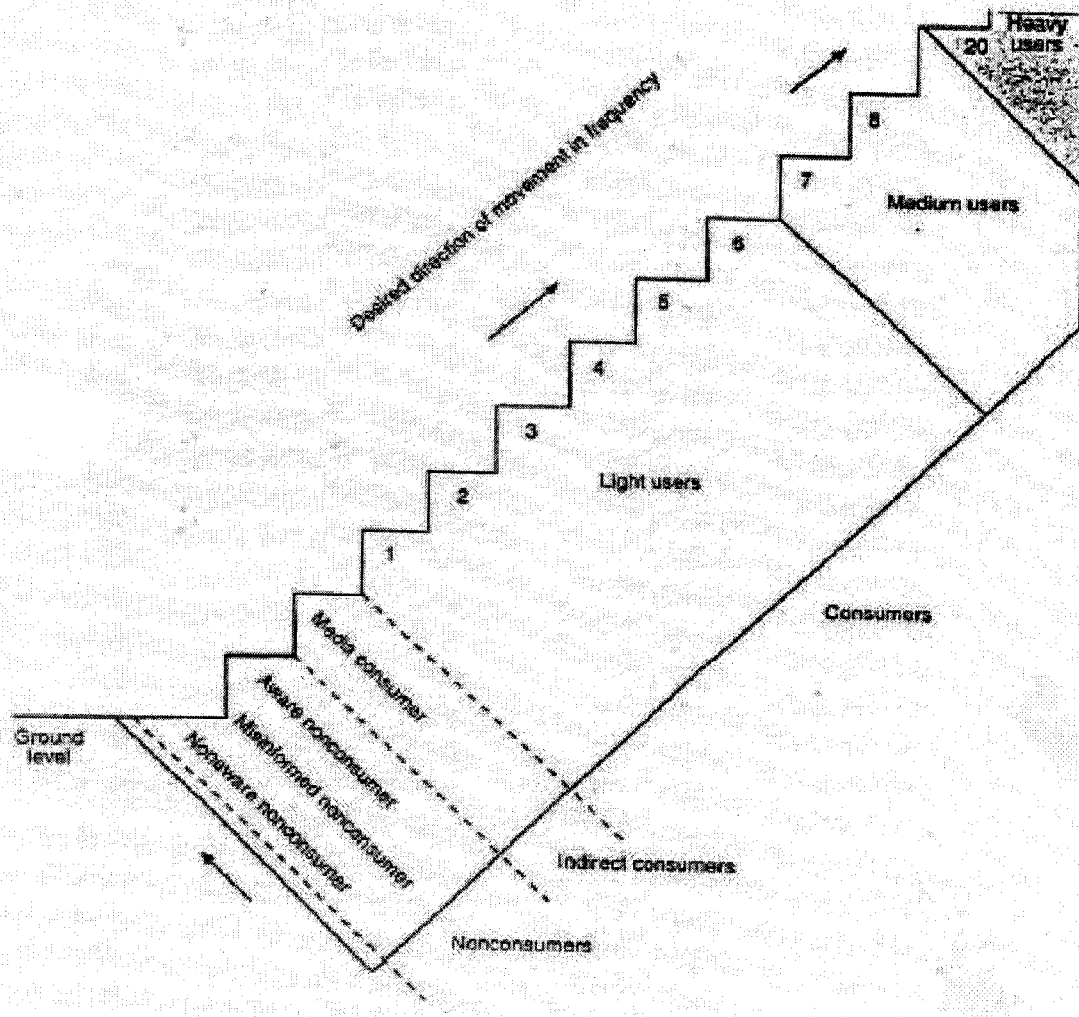 Heavy
users
20
8
Desired direction of movement in frequency
7
Medium users
6
5
4
3
Light users
2
1
Consumers
Media consumer
Aware nonconsumer
Misinformed nonconsumer
Nonaware nonconsumer
Ground
level
Indirect consumers
Nonconsumers